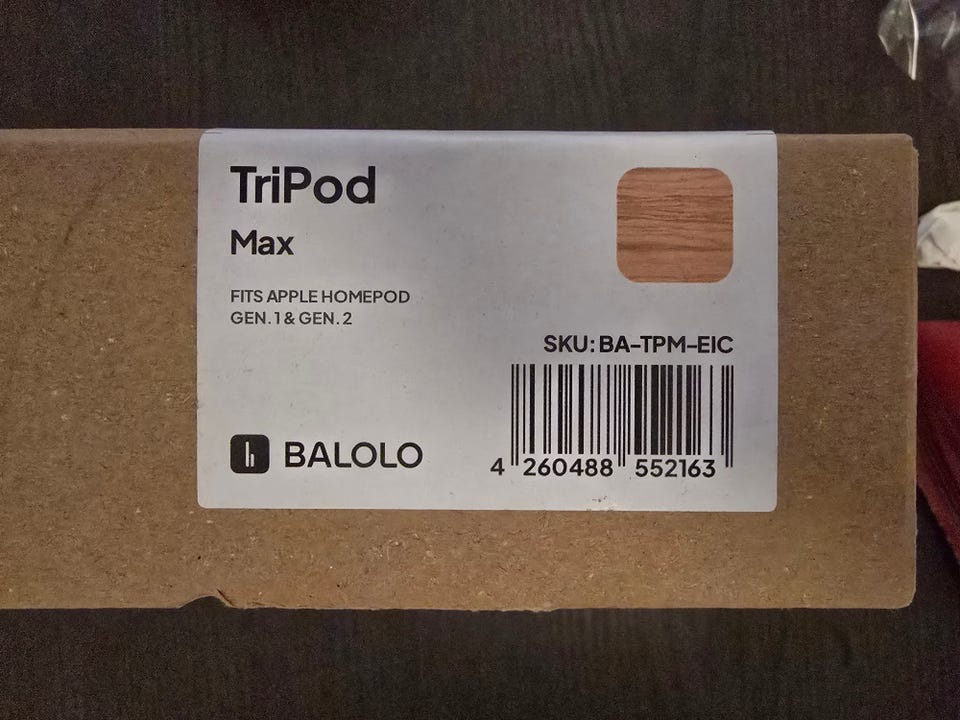 TriPod
Max
FITS APPLE HOMEPOD
GEN. 1 & GEN. 2
SKU: BA-TPM-EIC
BALOLO
4 260488 552163